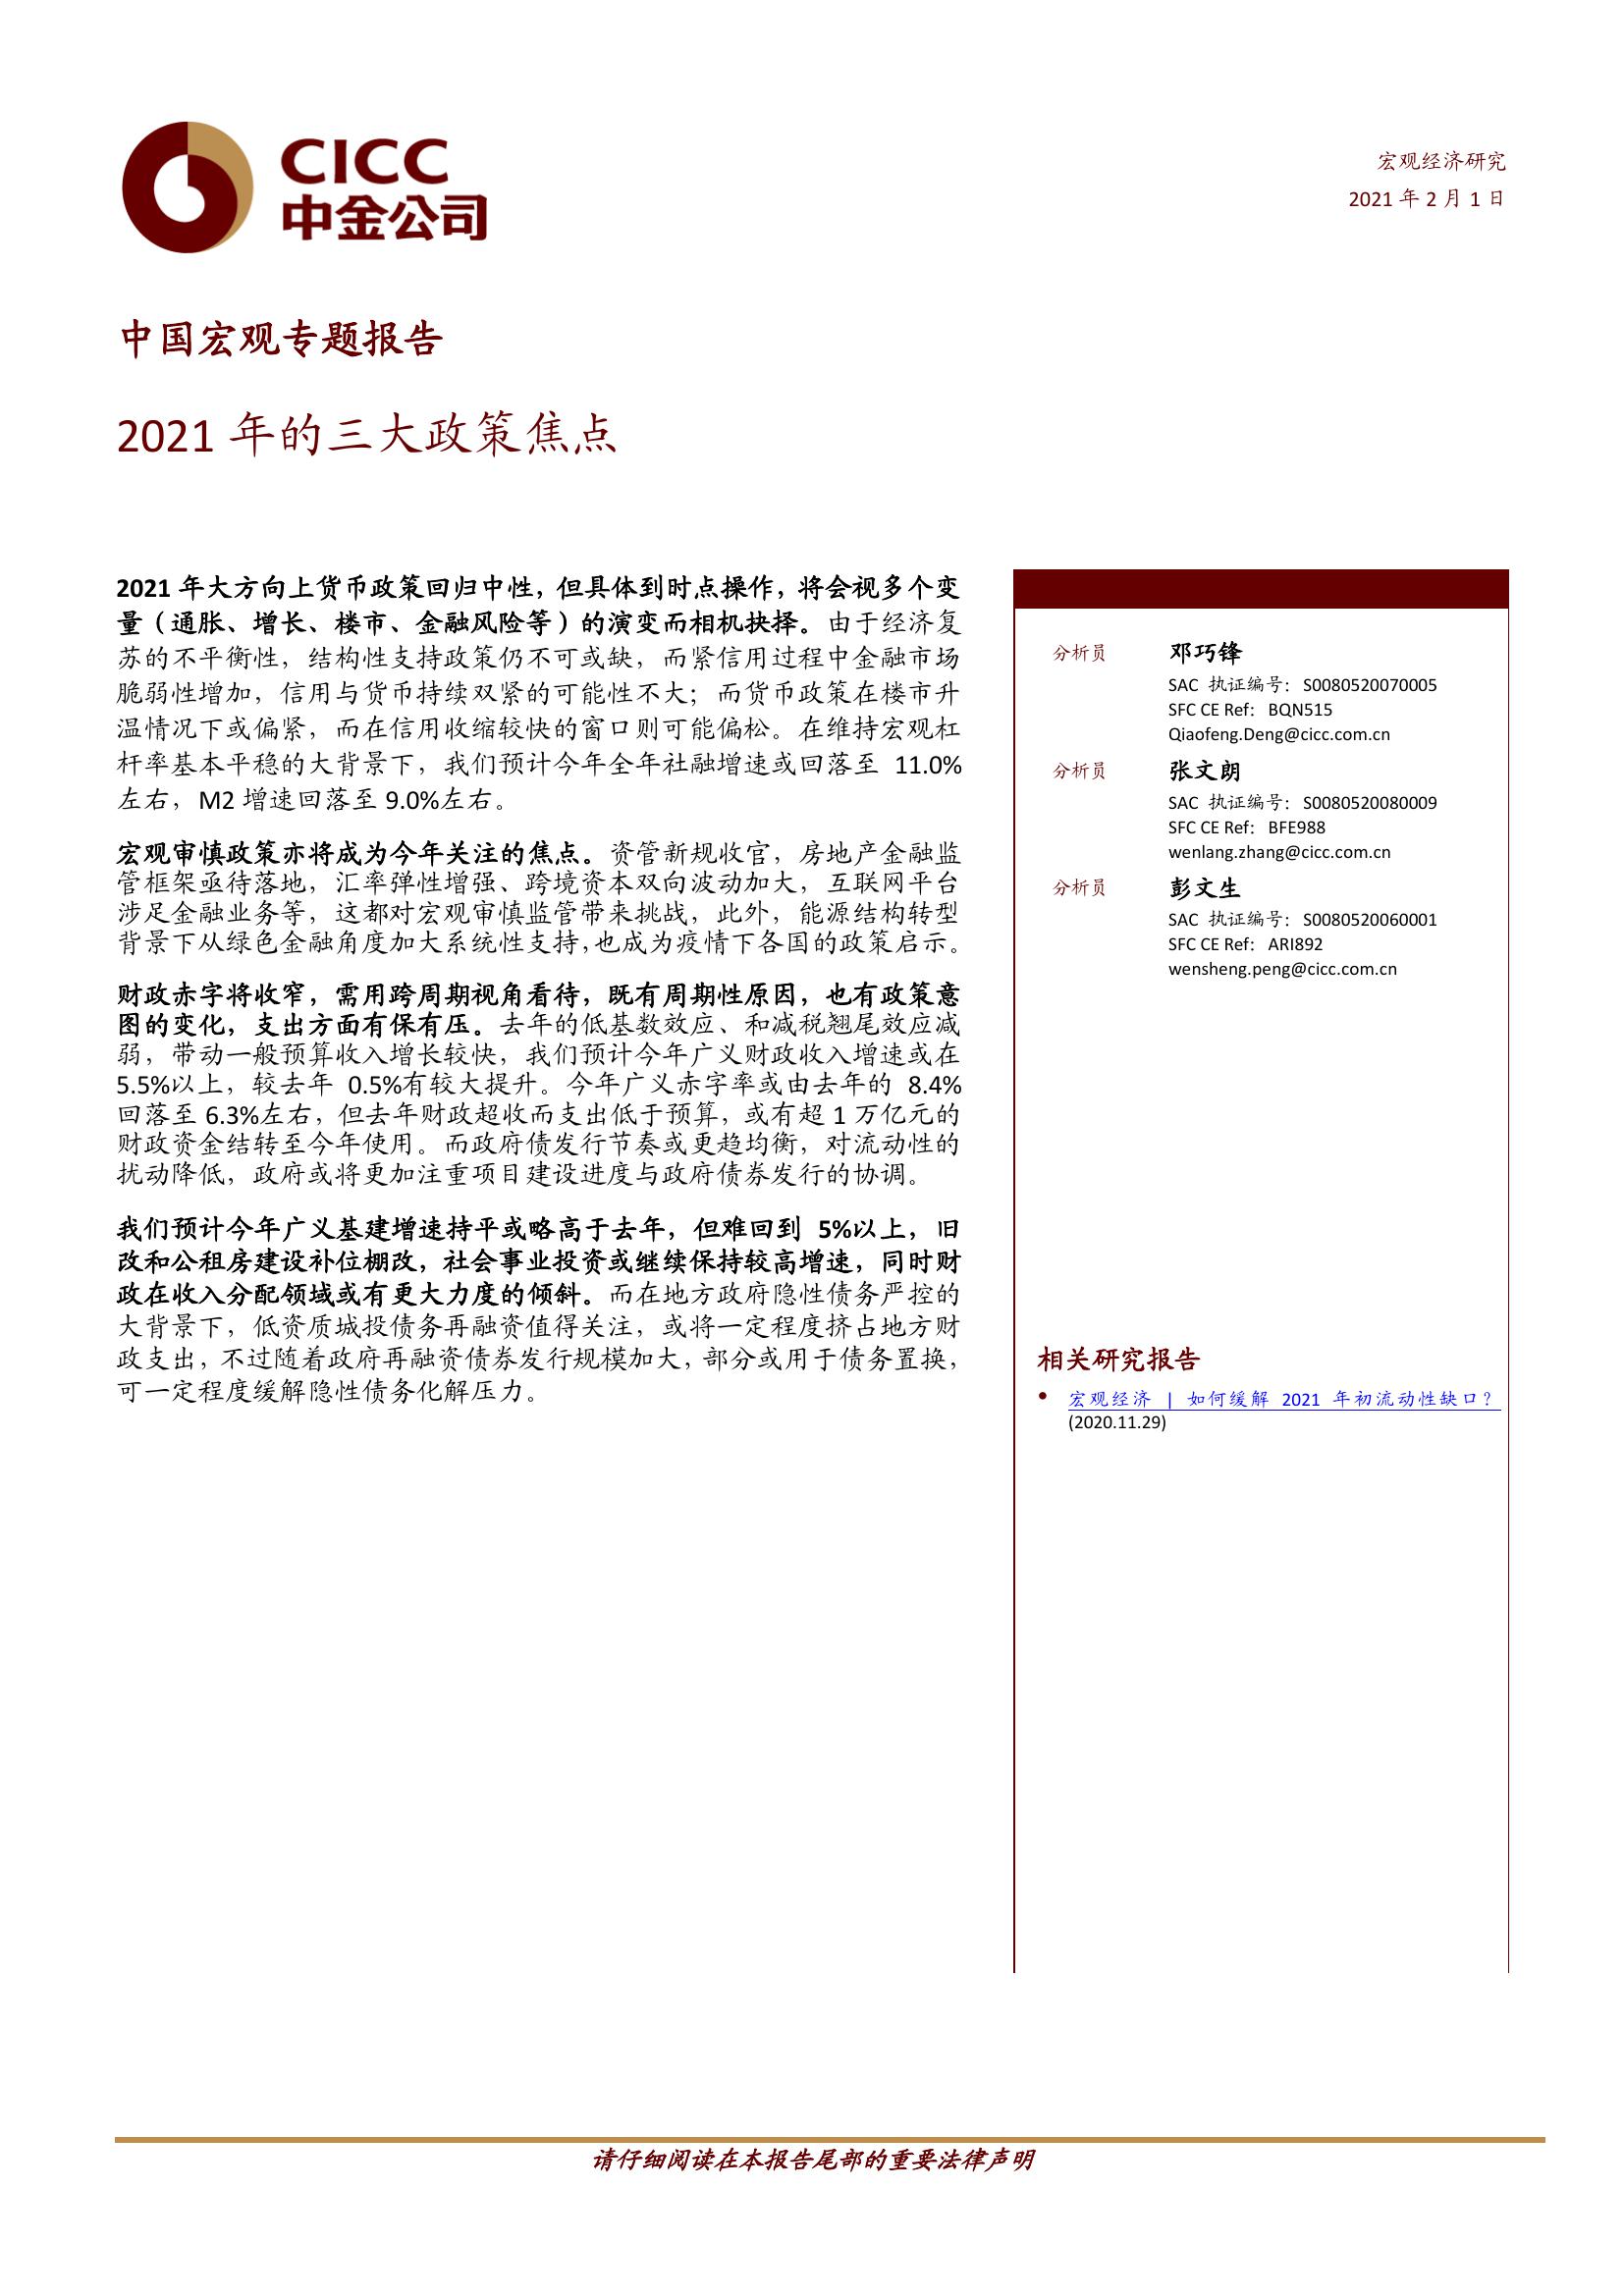 CICC
中金公司
宏观经济研究
2021 年 2 月 1 日
中国宏观专题报告
2021 年的三大政策焦点
2021 年大方向上货币政策回归中性，但具体到时点操作，将会视多个变
量（通胀、增长、楼市、金融风险等）的演变而相机抉择。由于经济复
苏的不平衡性，结构性支持政策仍不可或缺，而紧信用过程中金融市场
脆弱性增加，信用与货币持续双紧的可能性不大；而货币政策在楼市升
温情况下或偏紧，而在信用收缩较快的窗口则可能偏松。在维持宏观杠
杆率基本平稳的大背景下，我们预计今年全年社融增速或回落至 11.0%
左右，M2 增速回落至 9.0%左右。
宏观审慎政策亦将成为今年关注的焦点。资管新规收官，房地产金融监
管框架亟待落地，汇率弹性增强、跨境资本双向波动加大，互联网平台
涉足金融业务等，这都对宏观审慎监管带来挑战，此外，能源结构转型
背景下从绿色金融角度加大系统性支持，也成为疫情下各国的政策启示。
财政赤字将收窄，需用跨周期视角看待，既有周期性原因，也有政策意
图的变化，支出方面有保有压。去年的低基数效应、和减税翘尾效应减
弱，带动一般预算收入增长较快，我们预计今年广义财政收入增速或在
5.5%以上，较去年 0.5%有较大提升。今年广义赤字率或由去年的 8.4%
回落至 6.3%左右，但去年财政超收而支出低于预算，或有超 1 万亿元的
财政资金结转至今年使用。而政府债发行节奏或更趋均衡，对流动性的
扰动降低，政府或将更加注重项目建设进度与政府债券发行的协调。
我们预计今年广义基建增速持平或略高于去年，但难回到 5%以上，旧
改和公租房建设补位棚改，社会事业投资或继续保持较高增速，同时财
政在收入分配领域或有更大力度的倾斜。而在地方政府隐性债务严控的
大背景下，低资质城投债务再融资值得关注，或将一定程度挤占地方财
政支出，不过随着政府再融资债券发行规模加大，部分或用于债务置换，
可一定程度缓解隐性债务化解压力。
分析员 邓巧锋
SAC 执证编号：S0080520070005
SFC CE Ref：BQN515
Qiaofeng.Deng@cicc.com.cn
分析员 张文朗
SAC 执证编号：S0080520080009
SFC CE Ref：BFE988
wenlang.zhang@cicc.com.cn
分析员 彭文生
SAC 执证编号：S0080520060001
SFC CE Ref：ARI892
wensheng.peng@cicc.com.cn
相关研究报告
• 宏观经济 | 如何缓解 2021 年初流动性缺口？
(2020.11.29)
请仔细阅读在本报告尾部的重要法律声明